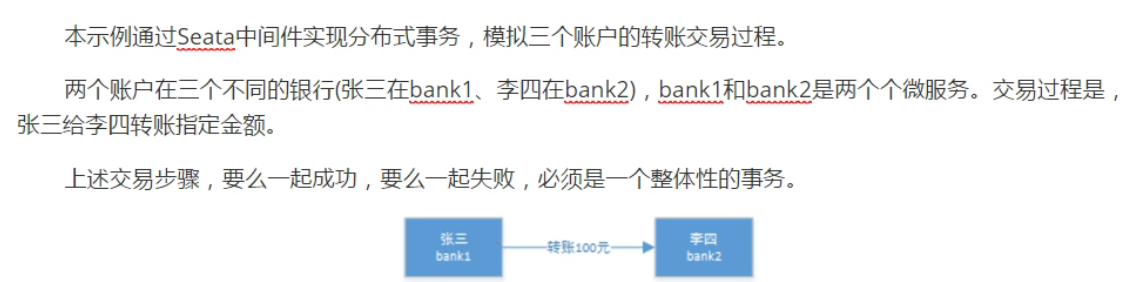 本示例通过Seata中间件实现分布式事务，模拟三个账户的转账交易过程。
两个账户在三个不同的银行(张三在bank1、李四在bank2)，bank1和bank2是两个个微服务。交易过程是，
张三给李四转账指定金额。
上述交易步骤，要么一起成功，要么一起失败，必须是一个整体性的事务。
张三
bank1
转账100元
李四
bank2